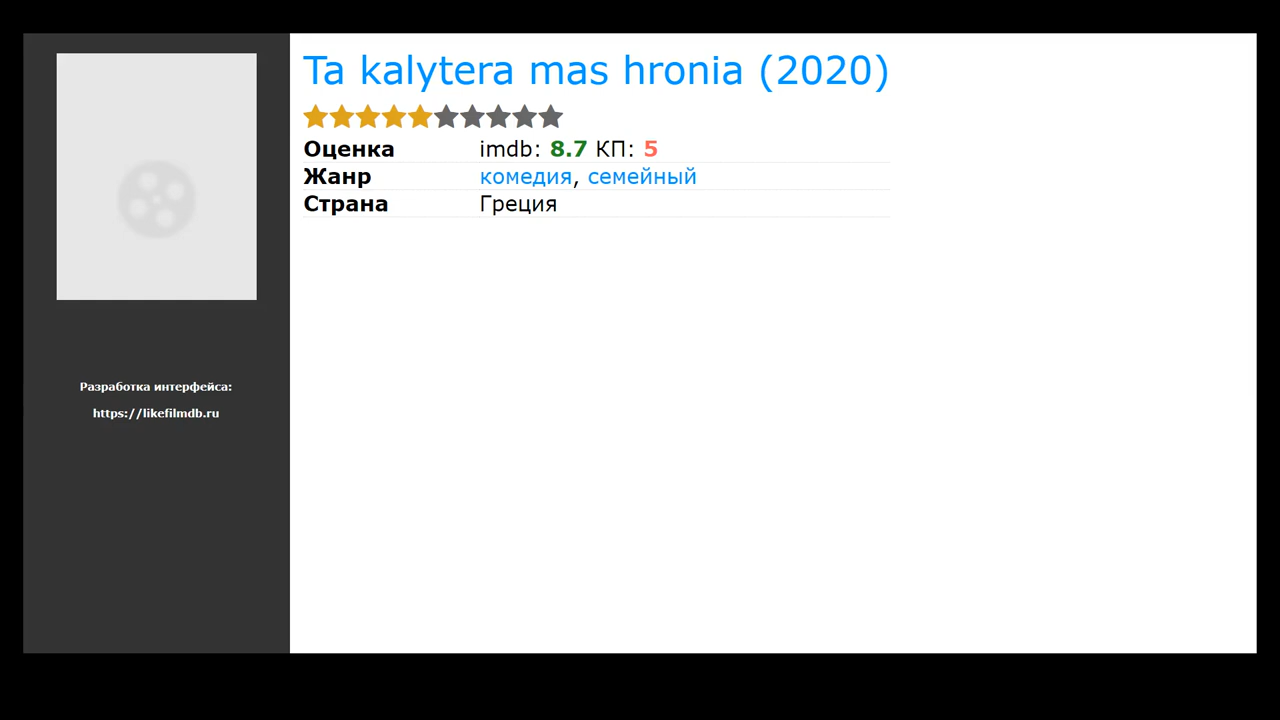 Ta kalytera mas hronia (2020)
Оценка imdb: 8.7 КП: 5
Жанр комедия, семейный
Страна Греция
Разработка интерфейса:
https://likefilmdb.ru